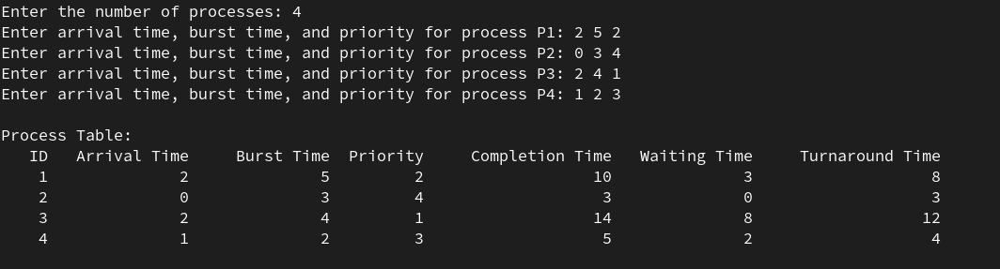 Enter the number of processes: 4
Enter arrival time, burst time, and priority for process P1: 2 5 2
Enter arrival time, burst time, and priority for process P2: 0 3 4
Enter arrival time, burst time, and priority for process P3: 2 4 1
Enter arrival time, burst time, and priority for process P4: 1 2 3
Process Table:
ID Arrival Time Burst Time Priority Completion Time Waiting Time Turnaround Time
1 2 5 2 10 3 8
2 0 3 4 3 0 3
3 2 4 1 14 8 12
4 1 2 3 5 2 4